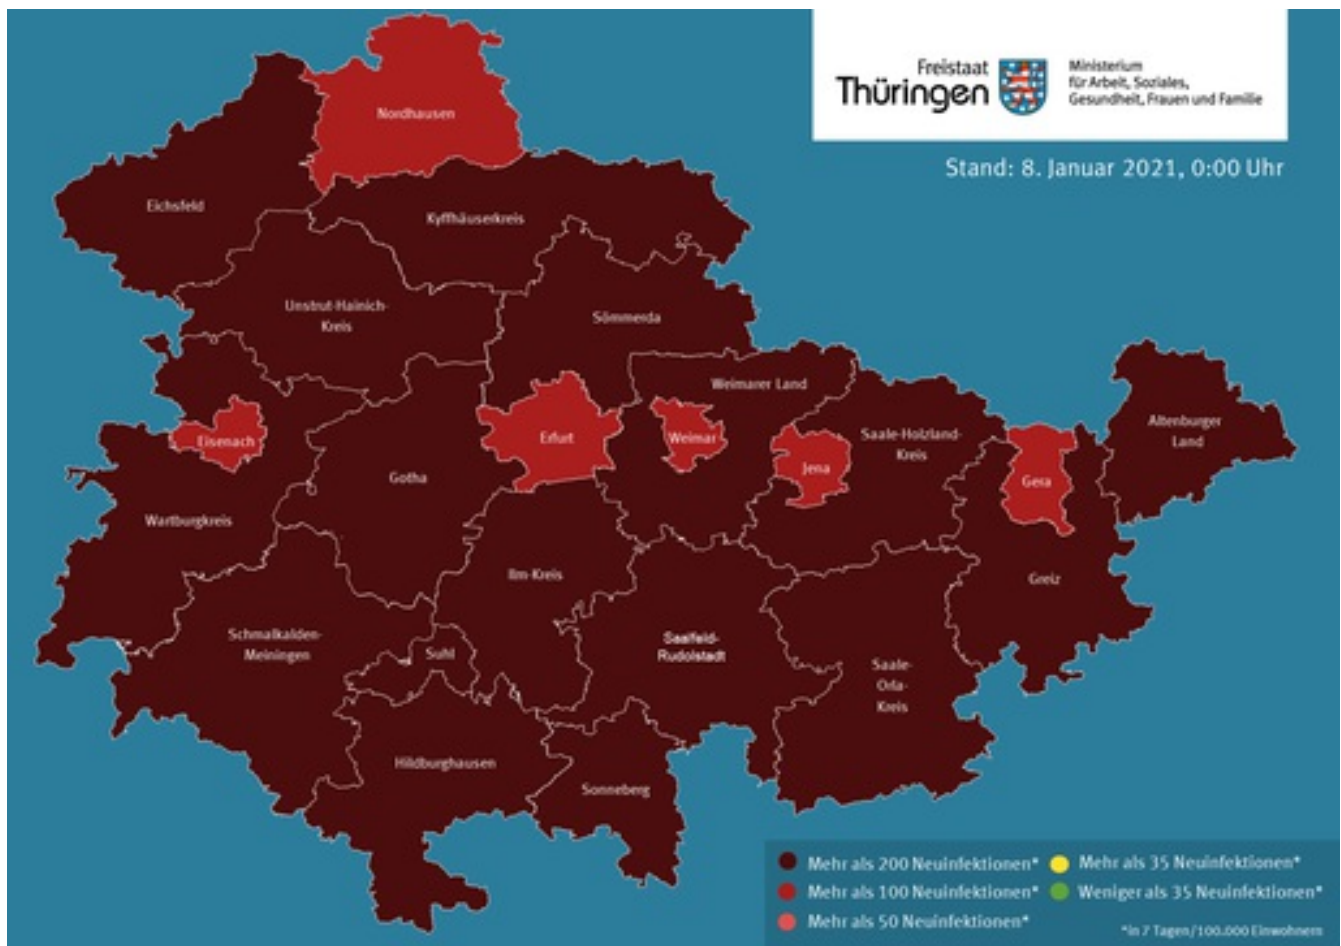 Freistaat
Thüringen
Ministerium
für Arbeit, Soziales,
Gesundheit, Frauen und Familie
Stand: 8. Januar 2021, 0:00 Uhr
Nordhausen
Eichsfeld
Kyffhäuserkreis
Unstrut-Hainich-
Kreis
Sömmerda
Weimarer Land
Altenburger
Land
Eisenach
Erfurt
Weimar
Saale-Holzland-
Kreis
Jena
Gera
Gotha
Wartburgkreis
Ilm-Kreis
Greiz
Schmalkalden-
Meiningen
Suhl
Saalfeld-
Rudolstadt
Saale-
Orla-
Kreis
Hildburghausen
Sonneberg
Mehr als 200 Neuinfektionen*
Mehr als 100 Neuinfektionen*
Mehr als 50 Neuinfektionen*
Mehr als 35 Neuinfektionen*
Weniger als 35 Neuinfektionen*
*in 7 Tagen/100.000 Einwohnern